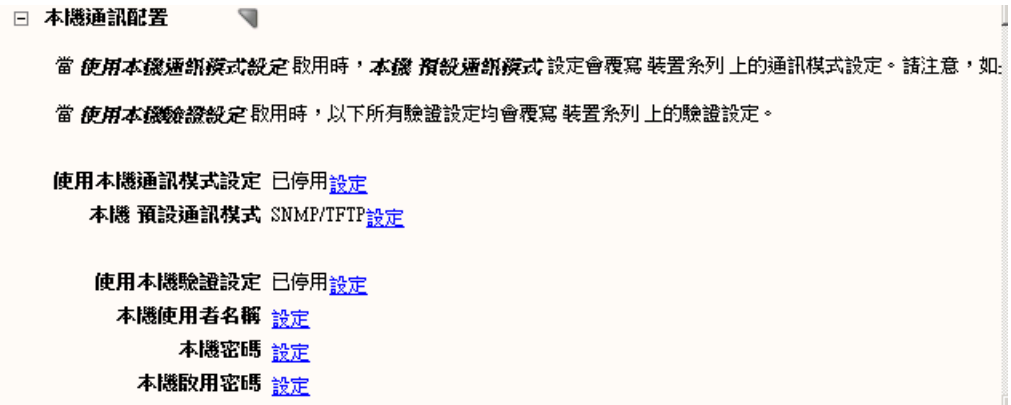 本機通訊配置
當 使用本機通訊模式設定 啟用時，本機 預設通訊模式 設定會覆寫 裝置系列 上的通訊模式設定。請注意，如
當 使用本機驗證設定 啟用時，以下所有驗證設定均會覆寫 裝置系列 上的驗證設定。
使用本機通訊模式設定 已停用設定
本機 預設通訊模式 SNMP/TFTP設定
使用本機驗證設定 已停用設定
本機使用者名稱 設定
本機密碼 設定
本機啟用密碼 設定